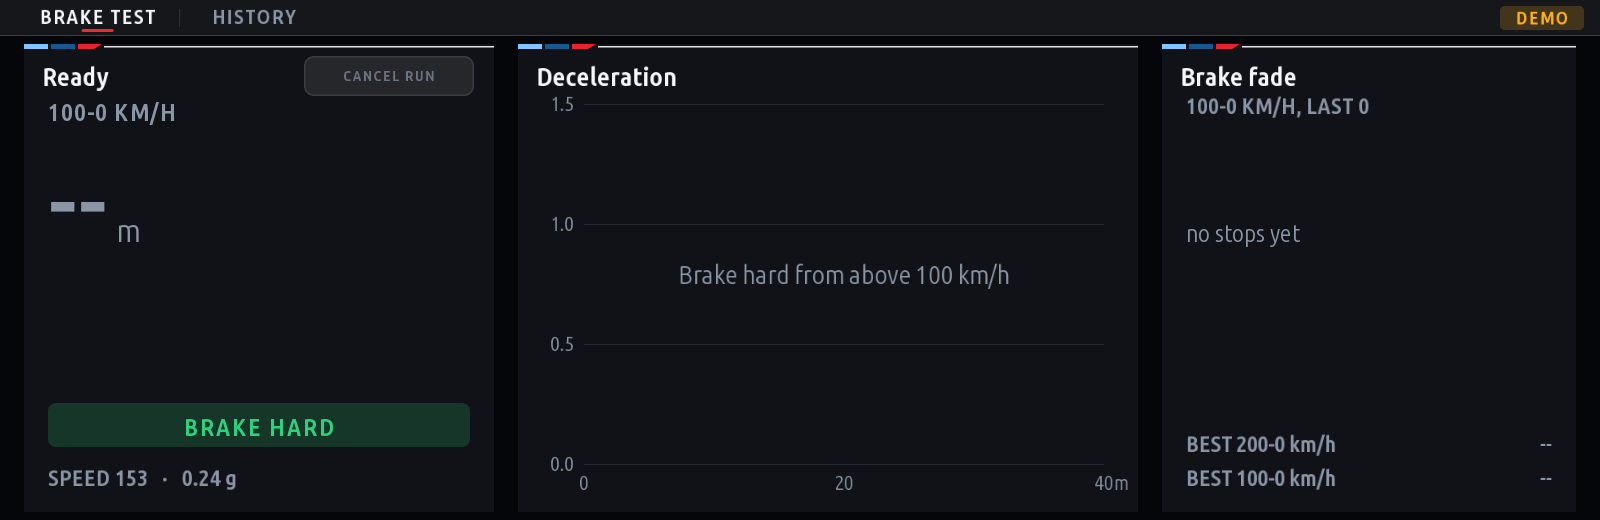 BRAKE TEST
HISTORY
DEMO
Ready
CANCEL RUN
100-0 KM/H
--
m
BRAKE HARD
SPEED 153 · 0.24 g
Deceleration
1.5
1.0
Brake hard from above 100 km/h
0.5
0.0
0 20 40m
Brake fade
100-0 KM/H, LAST 0
no stops yet
BEST 200-0 km/h --
BEST 100-0 km/h --